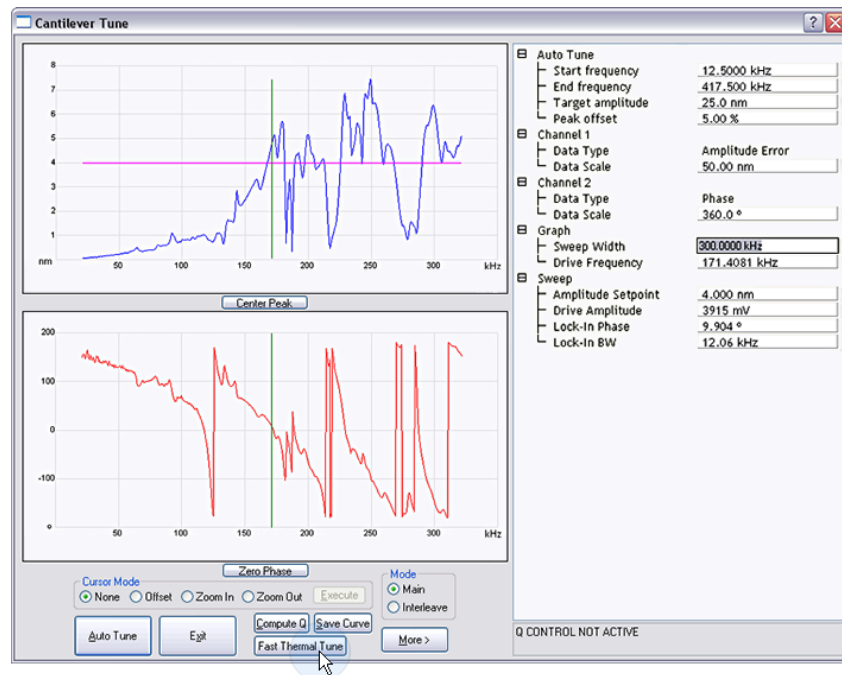 Cantilever Tune
8
7
6
5
4
3
2
1
nm
50
100
150
200
250
300
kHz
Center Peak
200
100
0
-100
°
50
100
150
200
250
300
kHz
Zero Phase
Cursor Mode
None Offset Zoom In Zoom Out Execute
Mode
Main
Interleave
Auto Tune
Exit
Compute Q
Save Curve
Fast Thermal Tune
More >
Auto Tune
Start frequency 12.5000 kHz
End frequency 417.500 kHz
Target amplitude 25.0 nm
Peak offset 5.00 %
Channel 1
Data Type Amplitude Error
Data Scale 50.00 nm
Channel 2
Data Type Phase
Data Scale 360.0 °
Graph
Sweep Width 300.0000 kHz
Drive Frequency 171.4081 kHz
Sweep
Amplitude Setpoint 4.000 nm
Drive Amplitude 3915 mV
Lock-In Phase 9.904 °
Lock-In BW 12.06 kHz
Q CONTROL NOT ACTIVE